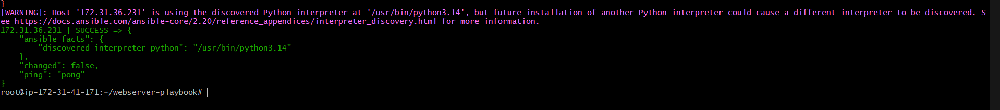 }
[WARNING]: Host '172.31.36.231' is using the discovered Python interpreter at '/usr/bin/python3.14', but future installation of another Python interpreter could cause a different interpreter to be discovered. S
ee https://docs.ansible.com/ansible-core/2.20/reference_appendices/interpreter_discovery.html for more information.
172.31.36.231 | SUCCESS => {
    "ansible_facts": {
        "discovered_interpreter_python": "/usr/bin/python3.14"
    },
    "changed": false,
    "ping": "pong"
}
root@ip-172-31-41-171:~/webserver-playbook#